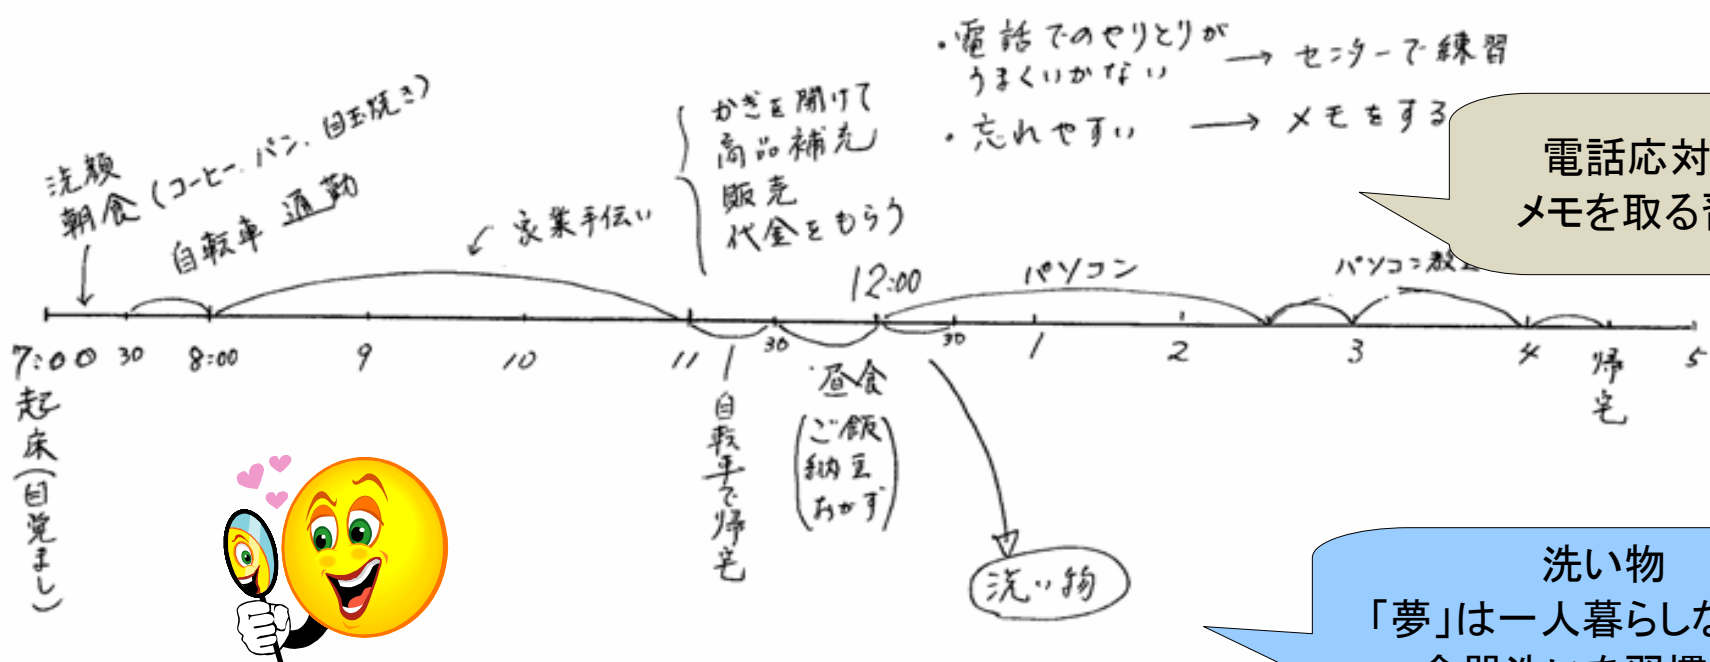 ・電話でのやりとりが
うまくいかない → センターで練習
・忘れやすい → メモをする
洗顔
朝食(コーヒー、パン、目玉焼き)
自転車通勤
家業手伝い
かぎを開けて
商品補充
販売
代金をもらう
12:00
パソコン
パソコン教
電話応対
メモを取る
7:00 30 8:00 9 10 11 30 30 1 2 3 4 5
起床(目覚まし)
自転車で帰宅
昼食
(ご飯
納豆
おかず)
帰宅
洗い物
洗い物
「夢」は一人暮らしな